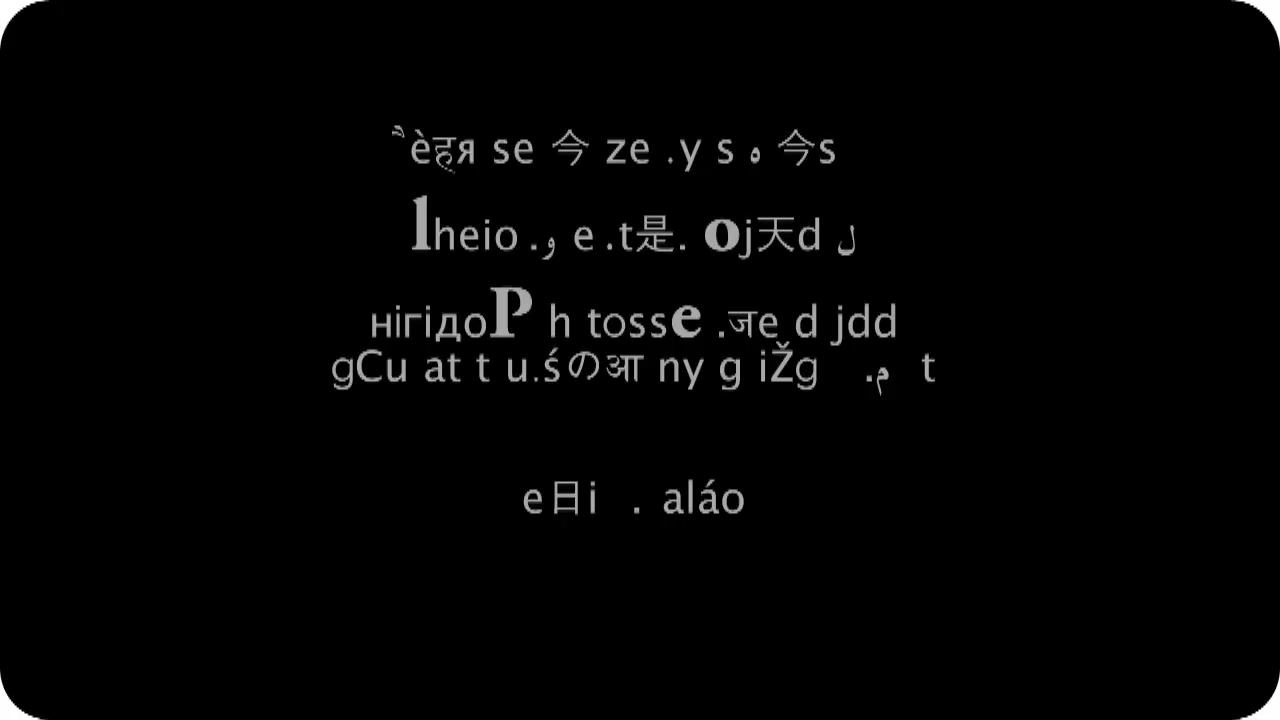 èहя se 今 ze .y s ه 今s
lheio .و e .t是. oj天d ل
нігідоP h tosse .जe d jdd
gCu at t u.śのआ ny g iŽg .م t
e日i . aláo